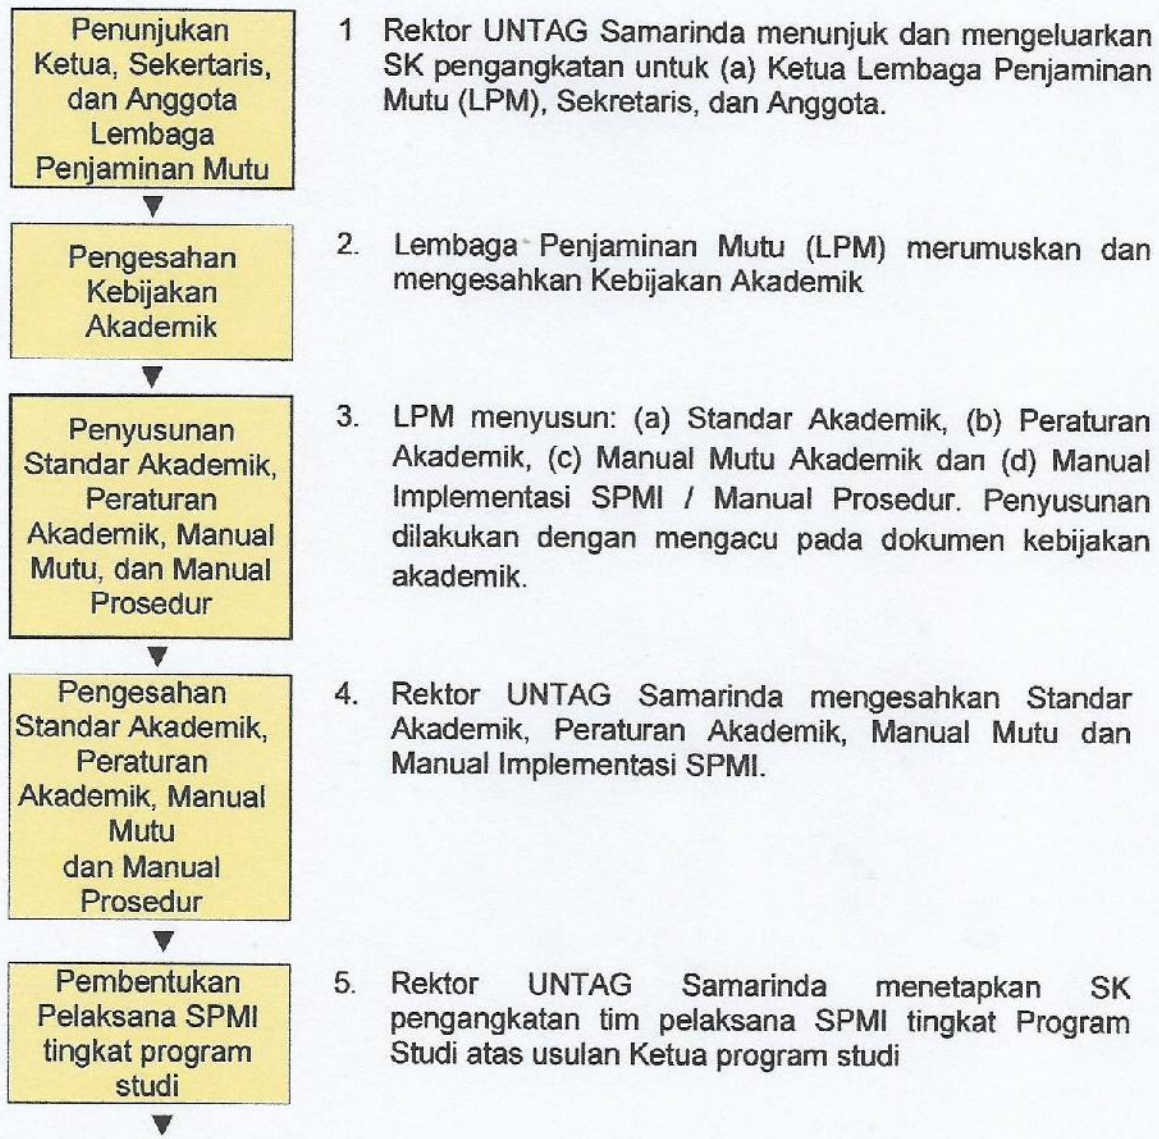 Penunjukan
Ketua, Sekertaris,
dan Anggota
Lembaga
Penjaminan Mutu
1 Rektor UNTAG Samarinda menunjuk dan mengeluarkan
SK pengangkatan untuk (a) Ketua Lembaga Penjaminan
Mutu (LPM), Sekretaris, dan Anggota.
Pengesahan
Kebijakan
Akademik
2. Lembaga Penjaminan Mutu (LPM) merumuskan dan
mengesahkan Kebijakan Akademik
Penyusunan
Standar Akademik,
Peraturan
Akademik, Manual
Mutu, dan Manual
Prosedur
3. LPM menyusun: (a) Standar Akademik, (b) Peraturan
Akademik, (c) Manual Mutu Akademik dan (d) Manual
Implementasi SPMI / Manual Prosedur. Penyusunan
dilakukan dengan mengacu pada dokumen kebijakan
akademik.
Pengesahan
Standar Akademik,
Peraturan
Akademik, Manual
Mutu
dan Manual
Prosedur
4. Rektor UNTAG Samarinda mengesahkan Standar
Akademik, Peraturan Akademik, Manual Mutu dan
Manual Implementasi SPMI.
Pembentukan
Pelaksana SPMI
tingkat program
studi
5. Rektor UNTAG Samarinda menetapkan SK
pengangkatan tim pelaksana SPMI tingkat Program
Studi atas usulan Ketua program studi